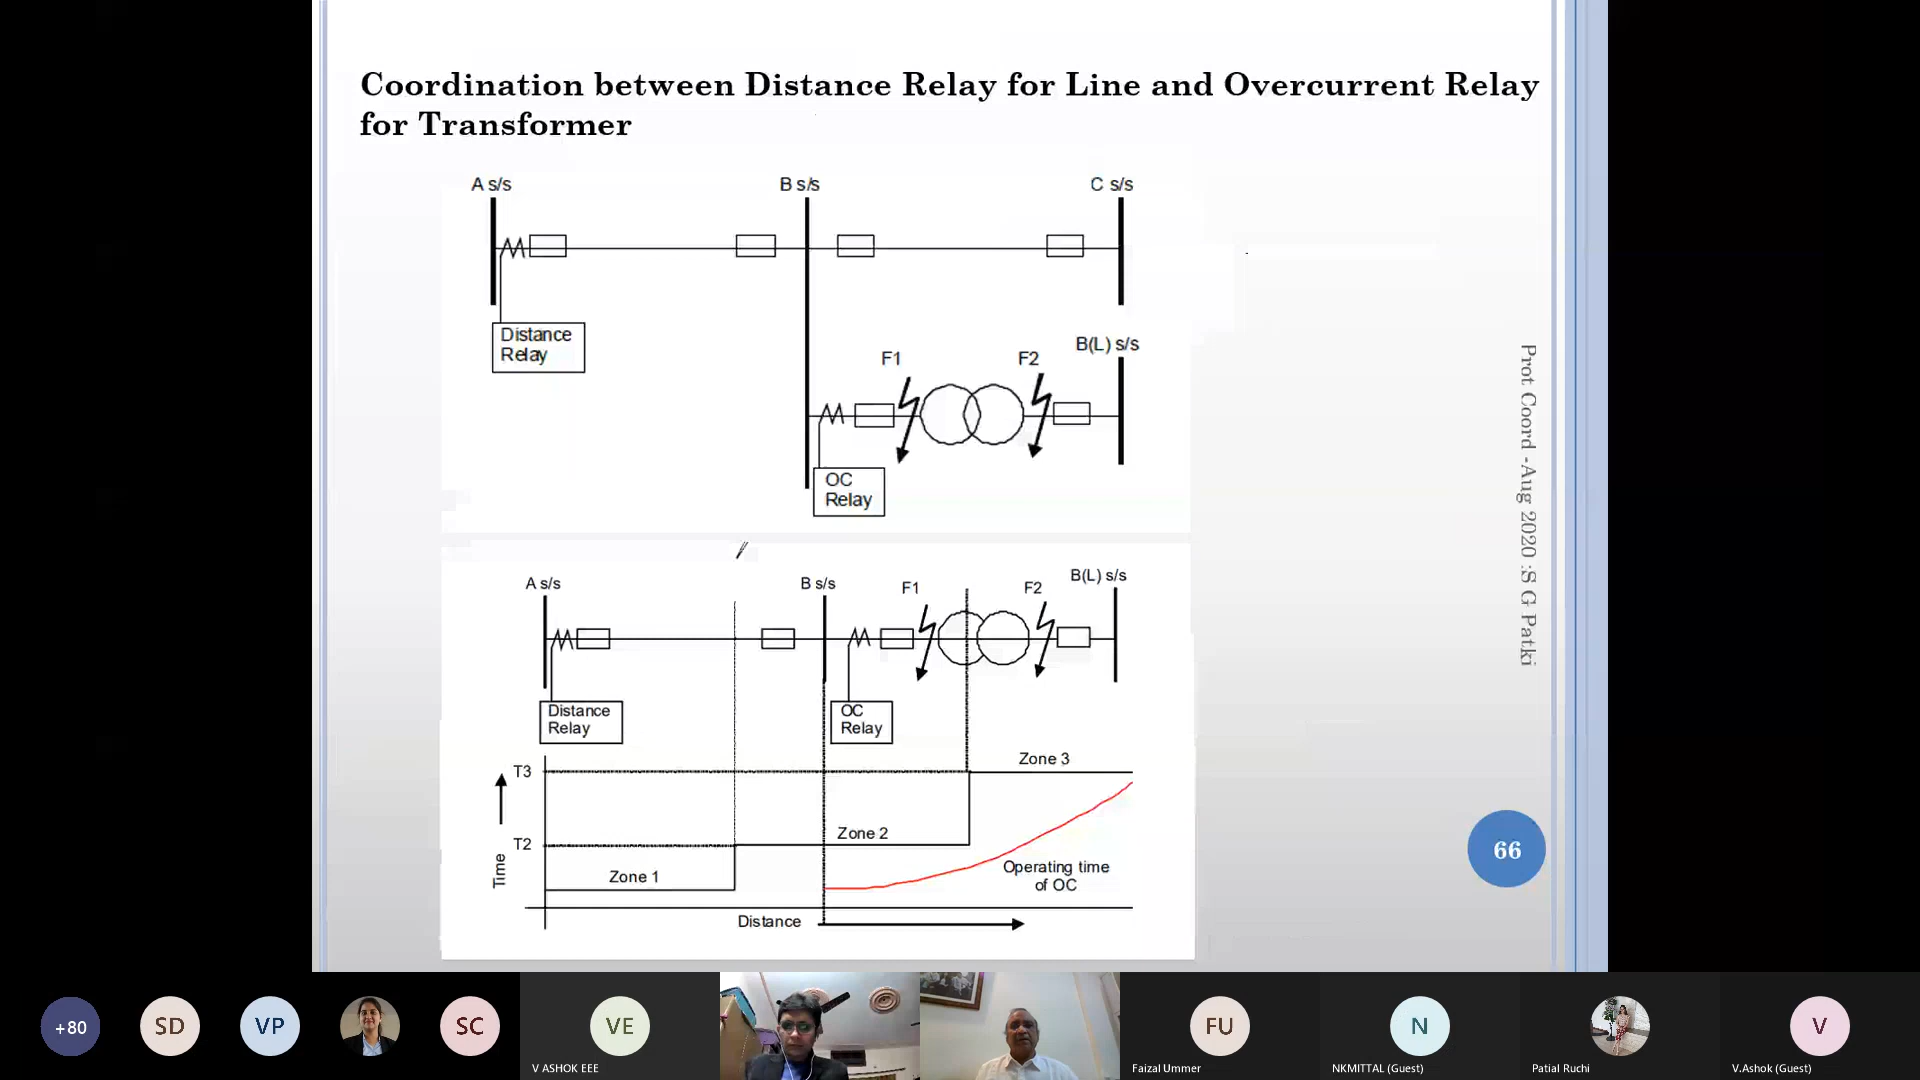 Coordination between Distance Relay for Line and Overcurrent Relay
for Transformer
A s/s
B s/s
C s/s
Distance
Relay
F1
F2
B(L) s/s
OC
Relay
A s/s
B s/s
F1
F2
B(L) s/s
Distance
Relay
OC
Relay
T3
Zone 3
T2
Zone 2
Time
Zone 1
Operating time
of OC
Distance
Prot Coord -Aug 2020 :S G Patki
66
+80
SD
VP
SC
VE
V ASHOK EEE
FU
Faizal Ummer
N
NKMITTAL (Guest)
Patial Ruchi
V
V.Ashok (Guest)